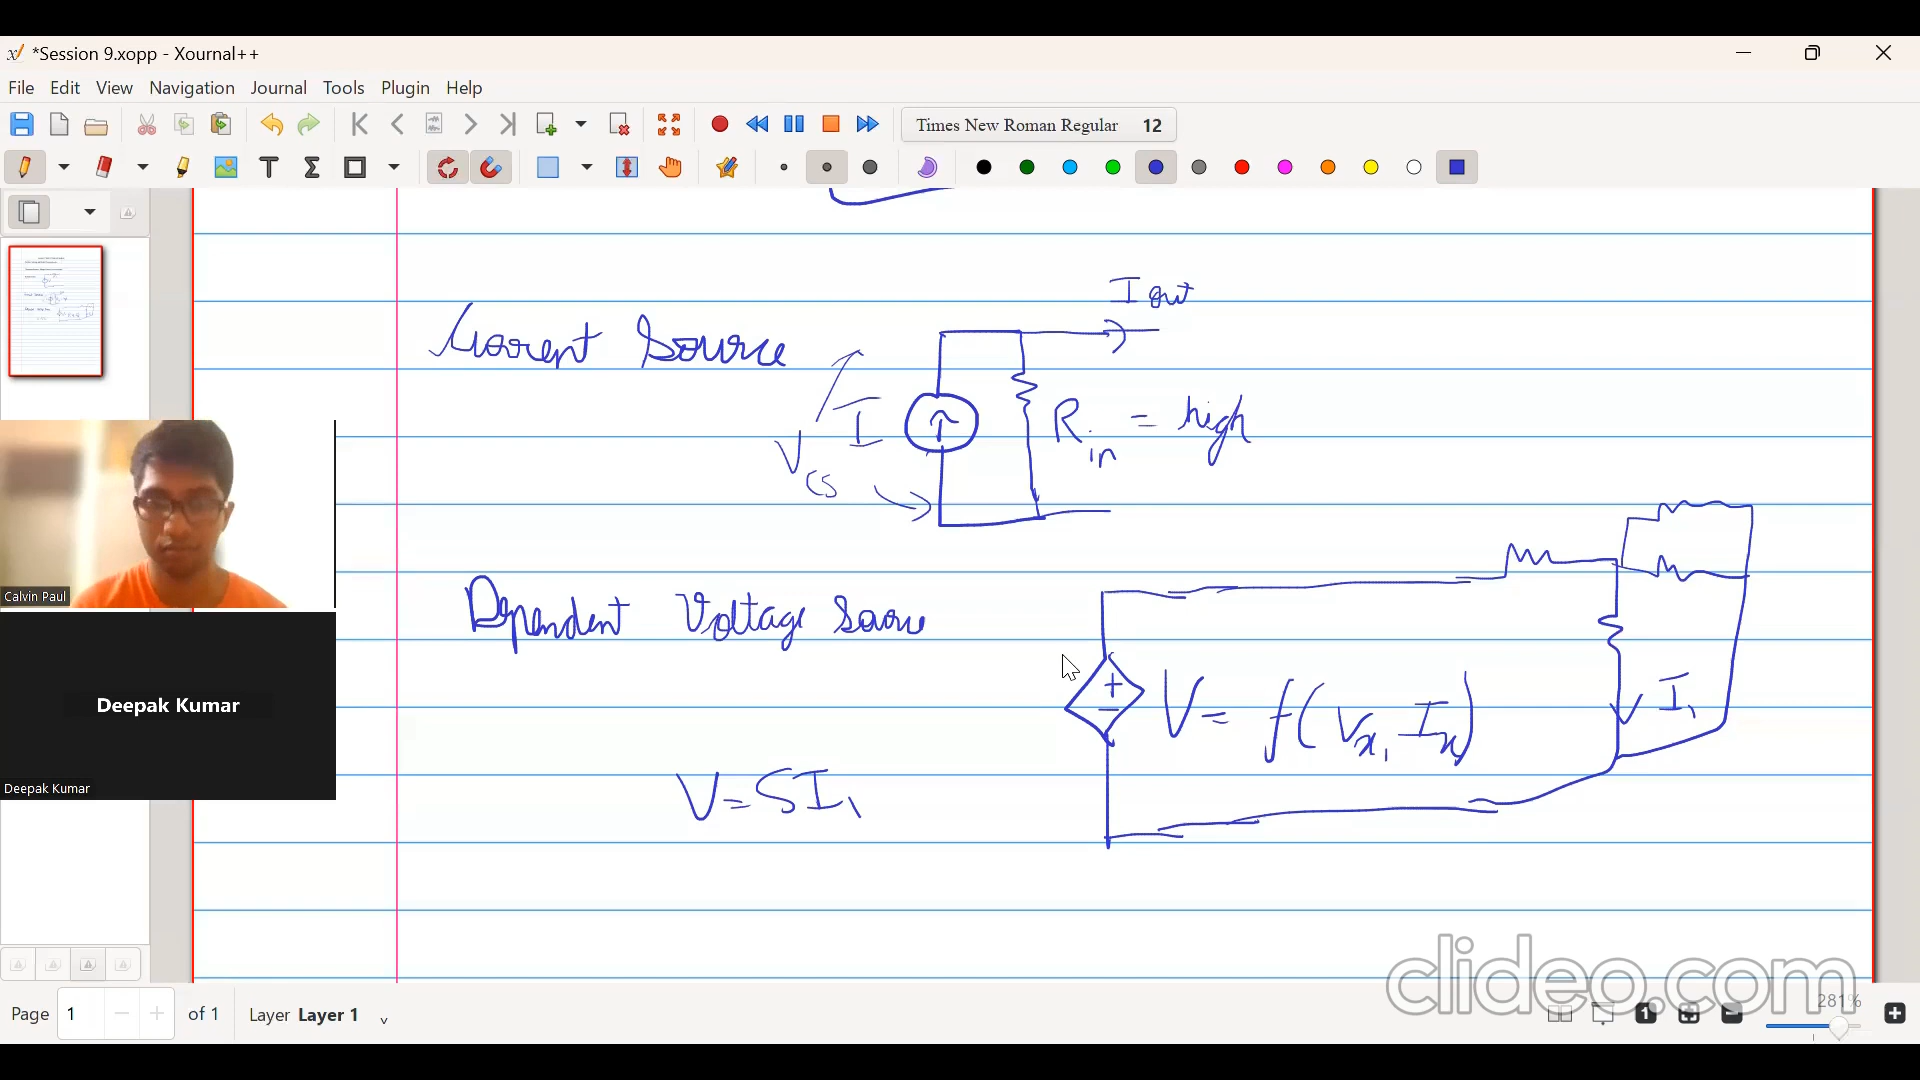 *Session 9.xopp - Xournal++
File Edit View Navigation Journal Tools Plugin Help
Times New Roman Regular 12
I out
Current Source
I
R in = high
V CS
Calvin Paul
Dependent Voltage Source
+
−
V = f(Vx, Ix)
I1
Deepak Kumar
Deepak Kumar
V = 5I1
clideo.com
281%
Page 1 of 1 Layer Layer 1